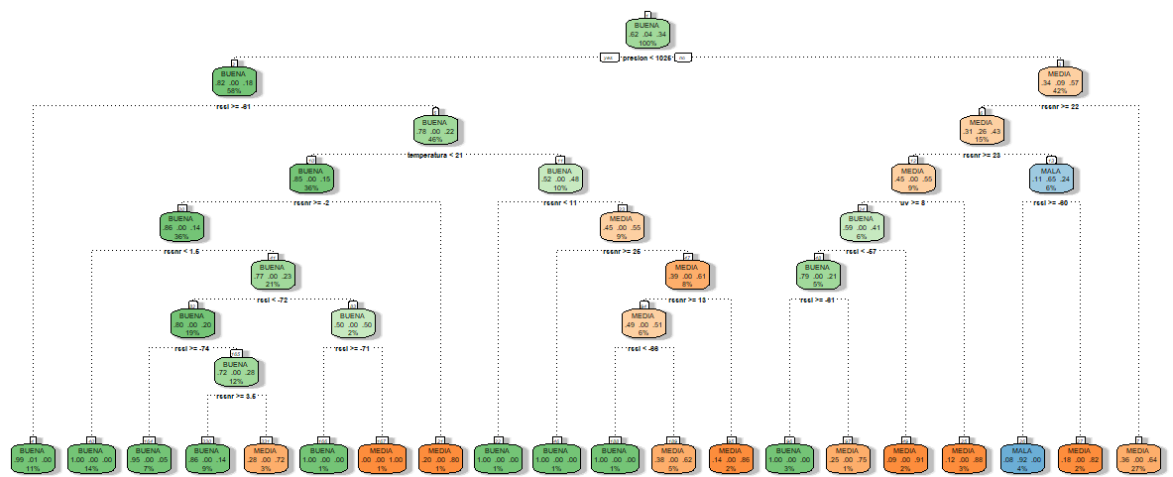 BUENA
.62 .04 .34
100%
yes presion < 1025 no
BUENA
.82 .00 .18
58%
MEDIA
.34 .09 .57
42%
rssi >= -61
rssnr >= 22
BUENA
.78 .00 .22
46%
MEDIA
.31 .26 .43
15%
temperatura < 21
rssnr >= 23
BUENA
.85 .00 .15
36%
BUENA
.52 .00 .48
10%
MEDIA
.45 .00 .55
9%
MALA
.11 .65 .24
6%
rssnr >= -2
rssnr < 11
uv >= 8
rssi >= -60
BUENA
.86 .00 .14
36%
MEDIA
.45 .00 .55
9%
BUENA
.59 .00 .41
6%
rssnr < 1.5
rssnr >= 25
rssi < -57
BUENA
.77 .00 .23
21%
MEDIA
.39 .00 .61
8%
BUENA
.79 .00 .21
5%
rssi < -72
rssnr >= 13
rssi >= -61
BUENA
.80 .00 .20
19%
BUENA
.50 .00 .50
2%
MEDIA
.49 .00 .51
6%
rssi >= -74
rssi >= -71
rssi < -66
BUENA
.72 .00 .28
12%
rssnr >= 3.5
BUENA
.99 .01 .00
11%
BUENA
1.00 .00 .00
14%
BUENA
.95 .00 .05
7%
BUENA
.86 .00 .14
9%
MEDIA
.28 .00 .72
3%
BUENA
1.00 .00 .00
1%
MEDIA
.00 .00 1.00
1%
MEDIA
.20 .00 .80
1%
BUENA
1.00 .00 .00
1%
BUENA
1.00 .00 .00
1%
BUENA
1.00 .00 .00
1%
MEDIA
.38 .00 .62
5%
MEDIA
.14 .00 .86
2%
BUENA
1.00 .00 .00
3%
MEDIA
.25 .00 .75
1%
MEDIA
.09 .00 .91
2%
MEDIA
.12 .00 .88
3%
MALA
.08 .92 .00
4%
MEDIA
.18 .00 .82
2%
MEDIA
.36 .00 .64
27%